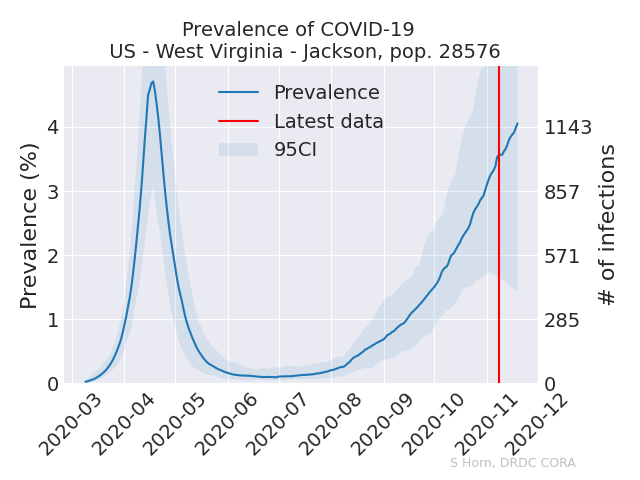 Prevalence of COVID-19
US - West Virginia - Jackson, pop. 28576
Prevalence
Latest data
95CI
Prevalence (%)
4
3
2
1
0
1143
857
571
285
0
# of infections
2020-03
2020-04
2020-05
2020-06
2020-07
2020-08
2020-09
2020-10
2020-11
2020-12
S Horn, DRDC CORA